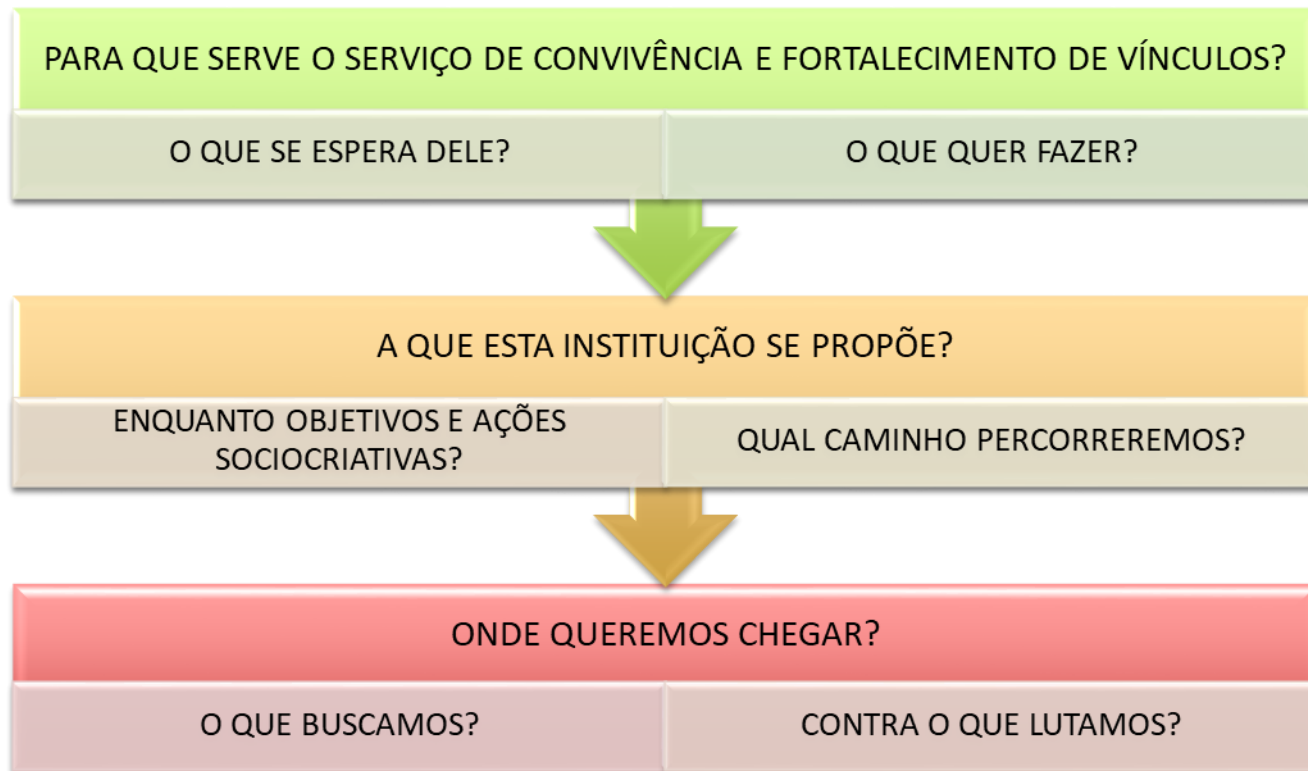 PARA QUE SERVE O SERVIÇO DE CONVIVÊNCIA E FORTALECIMENTO DE VÍNCULOS?
O QUE SE ESPERA DELE?
O QUE QUER FAZER?
A QUE ESTA INSTITUIÇÃO SE PROPÕE?
ENQUANTO OBJETIVOS E AÇÕES
SOCIOCRIATIVAS?
QUAL CAMINHO PERCORREREMOS?
ONDE QUEREMOS CHEGAR?
O QUE BUSCAMOS?
CONTRA O QUE LUTAMOS?